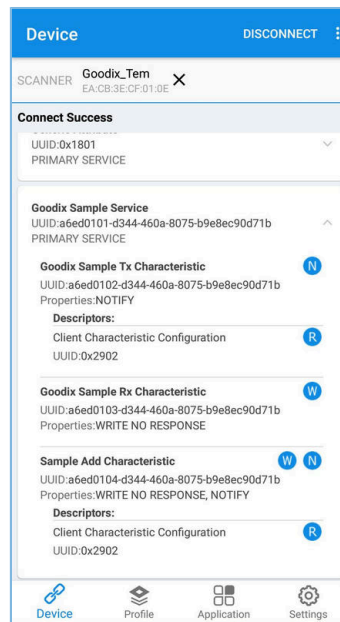 Device DISCONNECT
SCANNER Goodix_Tem
EA:CB:3E:CF:01:0E
Connect Success
UUID:0x1801
PRIMARY SERVICE
Goodix Sample Service
UUID:a6ed0101-d344-460a-8075-b9e8ec90d71b
PRIMARY SERVICE
Goodix Sample Tx Characteristic N
UUID:a6ed0102-d344-460a-8075-b9e8ec90d71b
Properties:NOTIFY
Descriptors:
Client Characteristic Configuration R
UUID:0x2902
Goodix Sample Rx Characteristic W
UUID:a6ed0103-d344-460a-8075-b9e8ec90d71b
Properties:WRITE NO RESPONSE
Sample Add Characteristic W N
UUID:a6ed0104-d344-460a-8075-b9e8ec90d71b
Properties:WRITE NO RESPONSE, NOTIFY
Descriptors:
Client Characteristic Configuration R
UUID:0x2902
Device Profile Application Settings